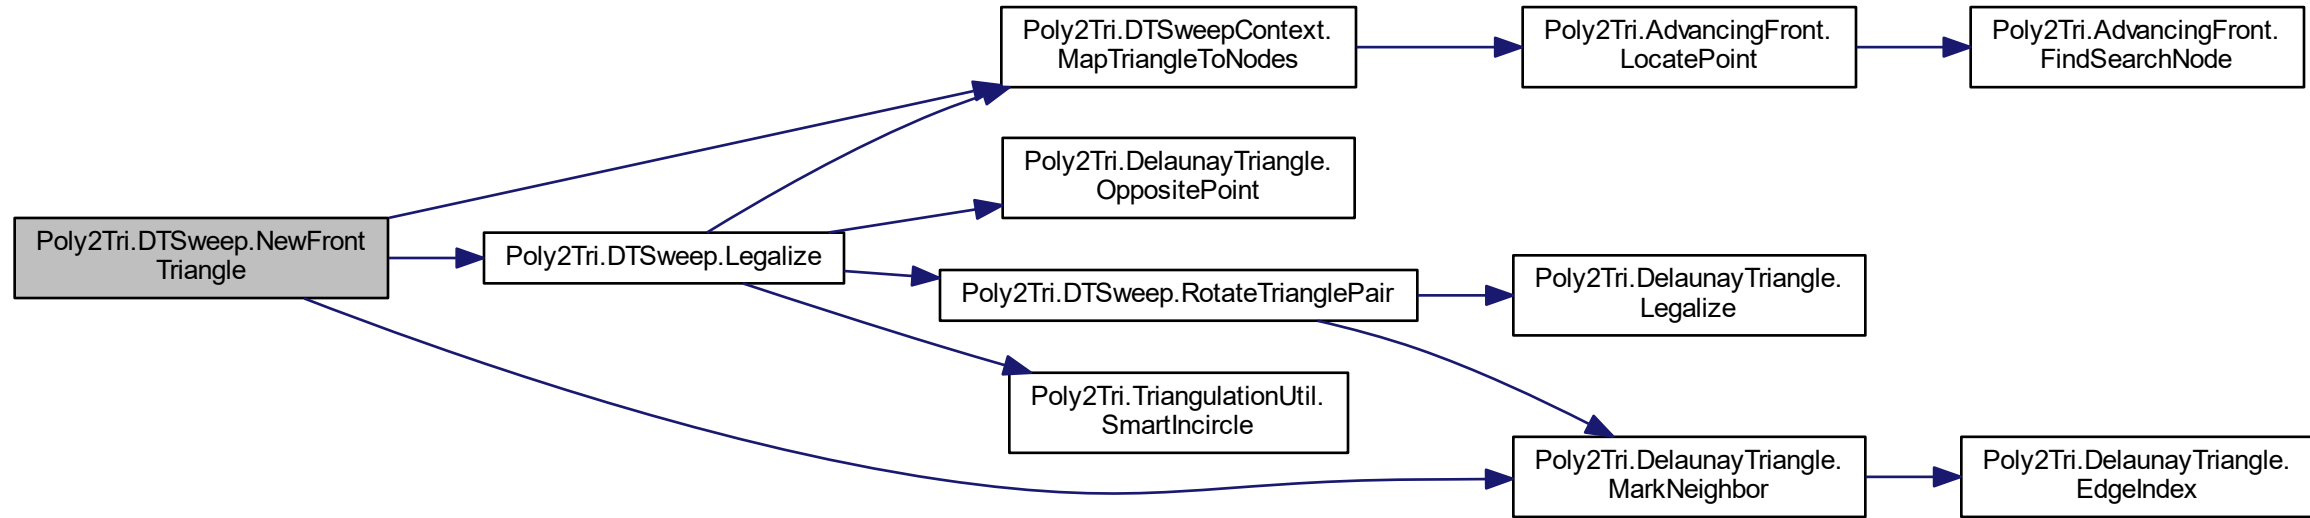 Poly2Tri.DTSweep.NewFront
Triangle
Poly2Tri.DTSweep.Legalize
Poly2Tri.DTSweepContext.
MapTriangleToNodes
Poly2Tri.AdvancingFront.
LocatePoint
Poly2Tri.AdvancingFront.
FindSearchNode
Poly2Tri.DelaunayTriangle.
OppositePoint
Poly2Tri.DTSweep.RotateTrianglePair
Poly2Tri.DelaunayTriangle.
Legalize
Poly2Tri.TriangulationUtil.
SmartIncircle
Poly2Tri.DelaunayTriangle.
MarkNeighbor
Poly2Tri.DelaunayTriangle.
EdgeIndex